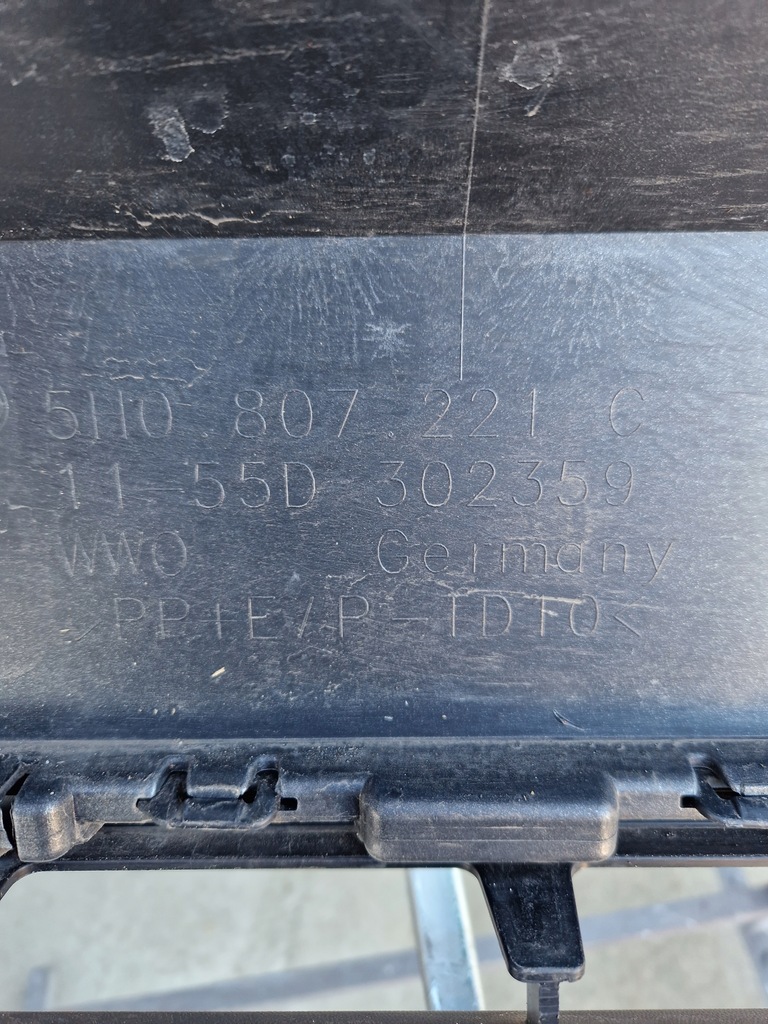 5H0.807.221 C
11-55D 302359
WWO Germany
>PP+E/P-TD10<